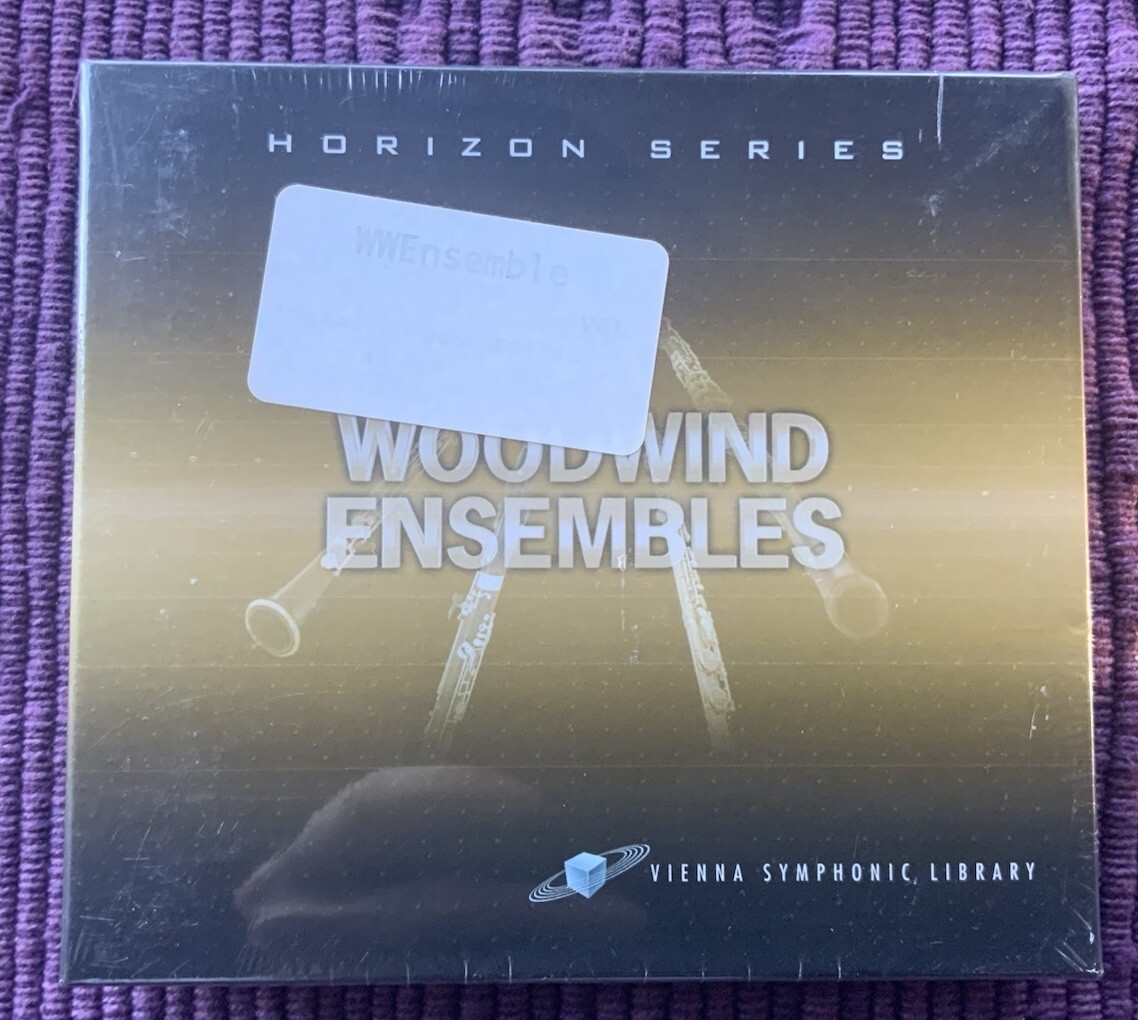 HORIZON SERIES
WWEnsemble
WOODWIND
ENSEMBLES
VIENNA SYMPHONIC LIBRARY